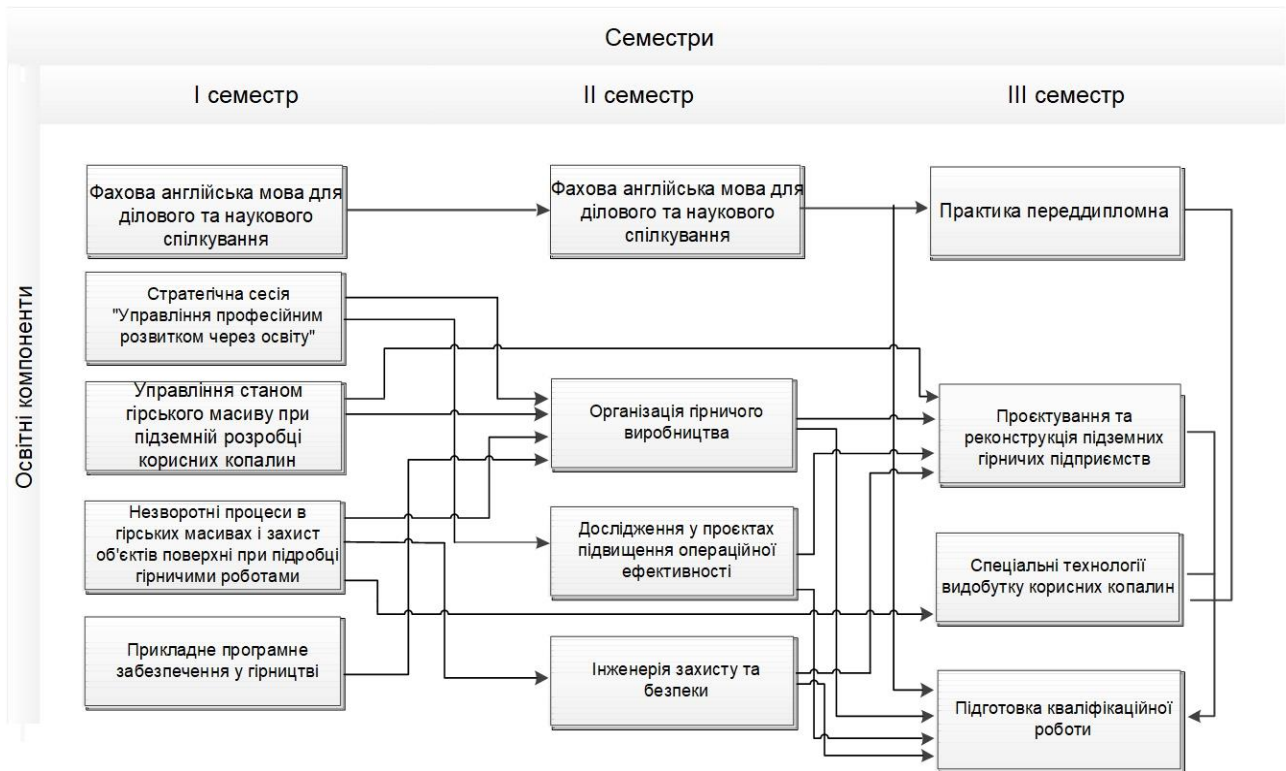 Семестри
І семестр
ІІ семестр
ІІІ семестр
Освітні компоненти
Фахова англійська мова для
ділового та наукового
спілкування
Фахова англійська мова для
ділового та наукового
спілкування
Практика переддипломна
Стратегічна сесія
"Управління професійним
розвитком через освіту"
Управління станом
гірського масиву при
підземній розробці
корисних копалин
Організація гірничого
виробництва
Проєктування та
реконструкція підземних
гірничих підприємств
Незворотні процеси в
гірських масивах і захист
об'єктів поверхні при підробці
гірничими роботами
Дослідження у проєктах
підвищення операційної
ефективності
Спеціальні технології
видобутку корисних копалин
Прикладне програмне
забезпечення у гірництві
Інженерія захисту та
безпеки
Підготовка кваліфікаційної
роботи